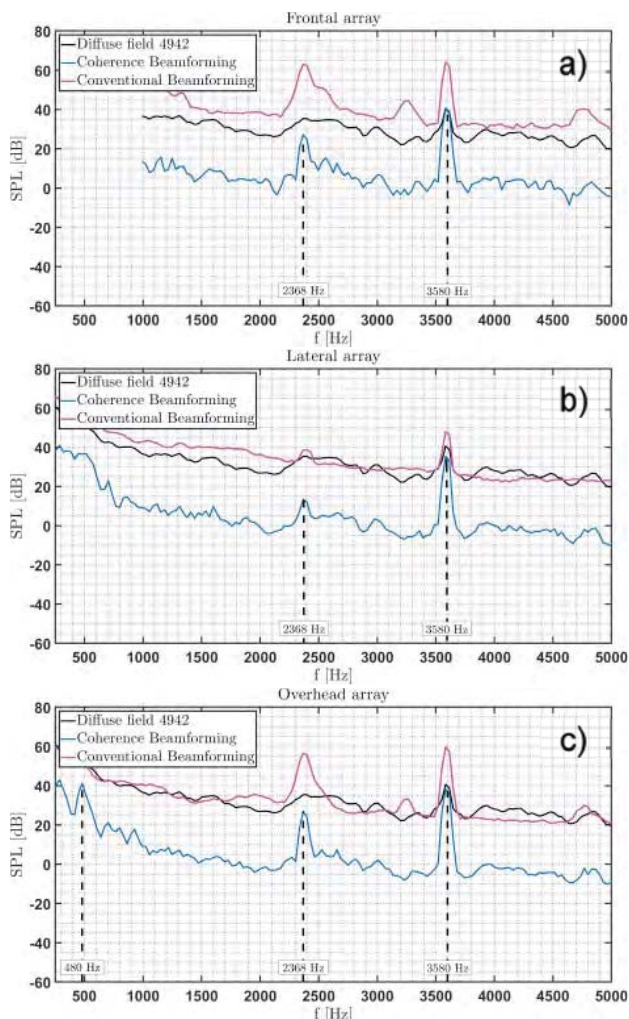 Frontal array
80
60
40
20
0
-20
-40
-60
SPL [dB]
Diffuse field 4942
Coherence Beamforming
Conventional Beamforming
a)
2368 Hz
3580 Hz
500 1000 1500 2000 2500 3000 3500 4000 4500 5000
f [Hz]
Lateral array
80
60
40
20
0
-20
-40
-60
SPL [dB]
Diffuse field 4942
Coherence Beamforming
Conventional Beamforming
b)
2368 Hz
3580 Hz
500 1000 1500 2000 2500 3000 3500 4000 4500 5000
f [Hz]
Overhead array
80
60
40
20
0
-20
-40
-60
SPL [dB]
Diffuse field 4942
Coherence Beamforming
Conventional Beamforming
c)
480 Hz
2368 Hz
3580 Hz
500 1000 1500 2000 2500 3000 3500 4000 4500 5000
f [Hz]